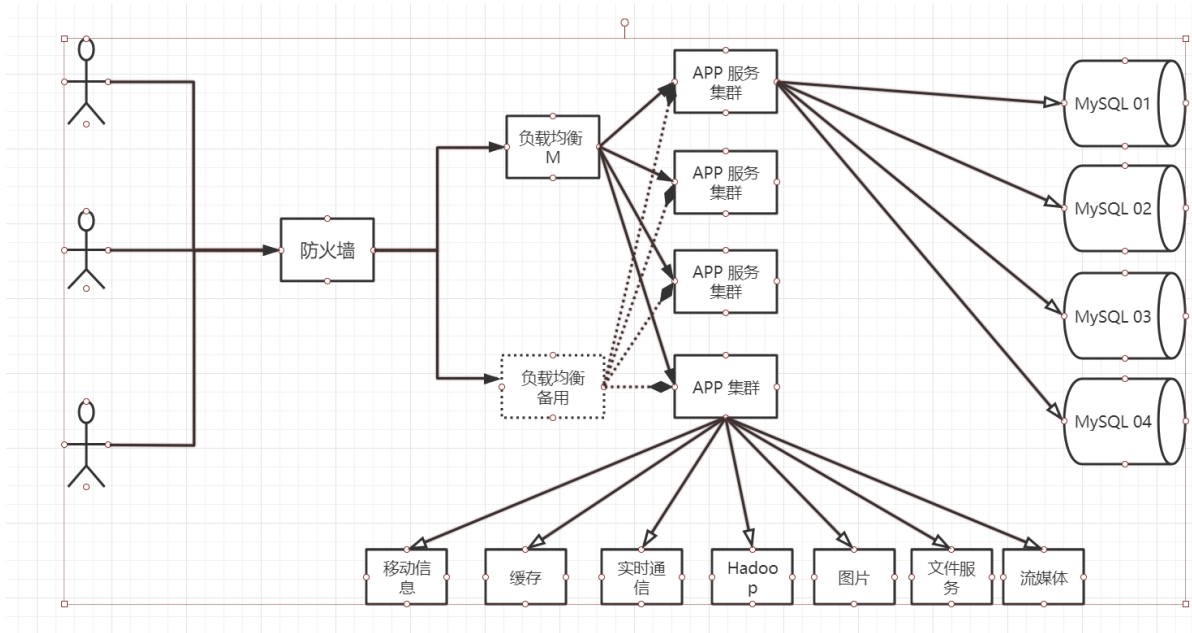 APP 服务
集群
MySQL 01
负载均衡
M
APP 服务
集群
MySQL 02
防火墙
APP 服务
集群
MySQL 03
负载均衡
备用
APP 集群
MySQL 04
移动信
息
缓存
实时通
信
Hadoo
p
图片
文件服
务
流媒体